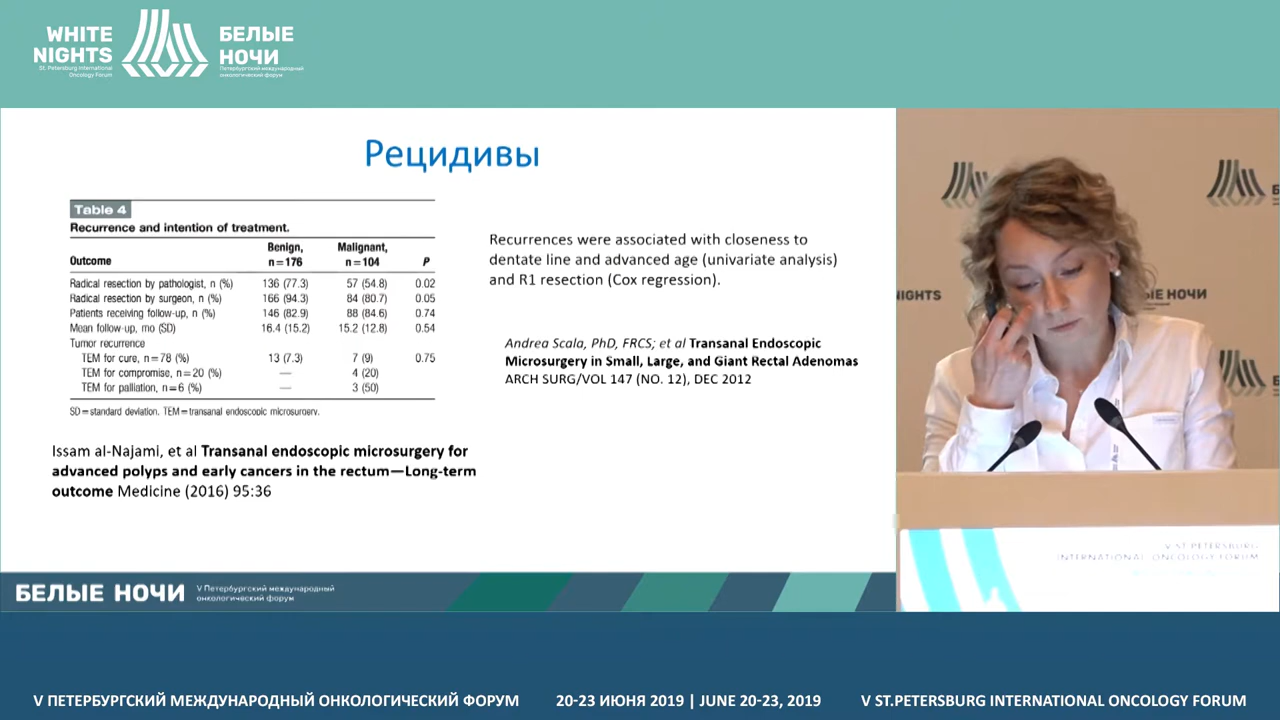 WHITE
NIGHTS
St. Petersburg International
Oncology Forum
БЕЛЫЕ
НОЧИ
Петербургский международный
онкологический форум
Рецидивы
Table 4
Recurrence and intention of treatment.
Outcome Benign, n=176 Malignant, n=104 P
Radical resection by pathologist, n (%) 136 (77.3) 57 (54.8) 0.02
Radical resection by surgeon, n (%) 166 (94.3) 84 (80.7) 0.05
Patients receiving follow-up, n (%) 146 (82.9) 88 (84.6) 0.74
Mean follow-up, mo (SD) 16.4 (15.2) 15.2 (12.8) 0.54
Tumor recurrence
TEM for cure, n=78 (%) 13 (7.3) 7 (9) 0.75
TEM for compromise, n=20 (%) — 4 (20)
TEM for palliation, n=6 (%) — 3 (50)
SD=standard deviation, TEM=transanal endoscopic microsurgery.
Issam al-Najami, et al Transanal endoscopic microsurgery for
advanced polyps and early cancers in the rectum—Long-term
outcome Medicine (2016) 95:36
Recurrences were associated with closeness to
dentate line and advanced age (univariate analysis)
and R1 resection (Cox regression).
Andrea Scala, PhD, FRCS; et al Transanal Endoscopic
Microsurgery in Small, Large, and Giant Rectal Adenomas
ARCH SURG/VOL 147 (NO. 12), DEC 2012
NIGHTS
ЫЕ НОЧИ
V ST.PETERSBURG
INTERNATIONAL ONCOLOGY FORUM
БЕЛЫЕ НОЧИ
V Петербургский международный
онкологический форум
V ПЕТЕРБУРГСКИЙ МЕЖДУНАРОДНЫЙ ОНКОЛОГИЧЕСКИЙ ФОРУМ 20-23 ИЮНЯ 2019 | JUNE 20-23, 2019 V ST.PETERSBURG INTERNATIONAL ONCOLOGY FORUM